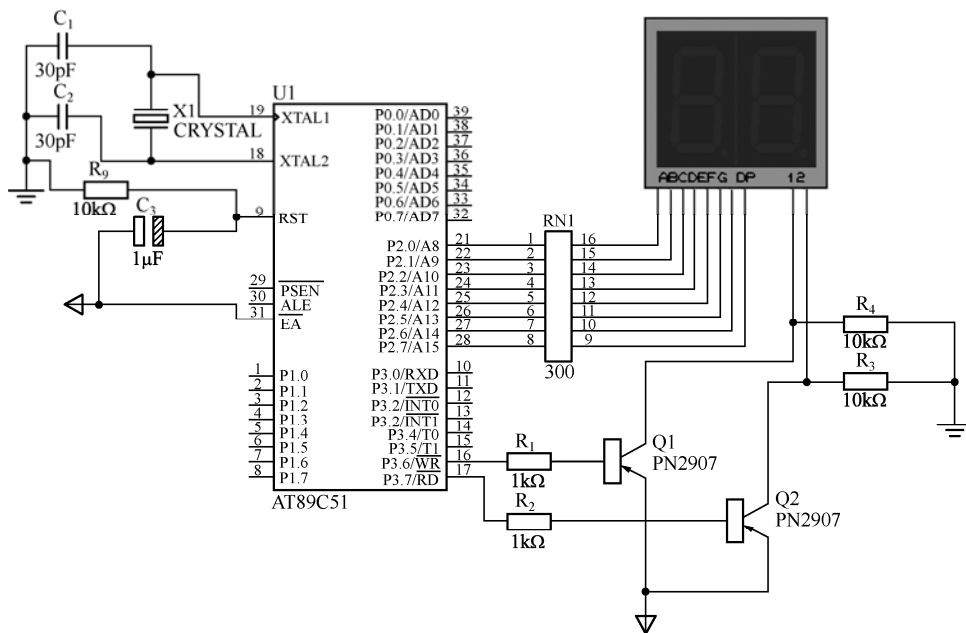 C1
30pF
C2
30pF
X1
CRYSTAL
R9
10kΩ
C3
1μF
U1
19 XTAL1
18 XTAL2
9 RST
29 PSEN
30 ALE
31 EA
1 P1.0
2 P1.1
3 P1.2
4 P1.3
5 P1.4
6 P1.5
7 P1.6
8 P1.7
P0.0/AD0 39
P0.1/AD1 38
P0.2/AD2 37
P0.3/AD3 36
P0.4/AD4 35
P0.5/AD5 34
P0.6/AD6 33
P0.7/AD7 32
P2.0/A8 21
P2.1/A9 22
P2.2/A10 23
P2.3/A11 24
P2.4/A12 25
P2.5/A13 26
P2.6/A14 27
P2.7/A15 28
P3.0/RXD 10
P3.1/TXD 11
P3.2/INT0 12
P3.2/INT1 13
P3.4/T0 14
P3.5/T1 15
P3.6/WR 16
P3.7/RD 17
AT89C51
RN1
1 16
2 15
3 14
4 13
5 12
6 11
7 10
8 9
300
ABCDEFG DP 12
R4
10kΩ
R3
10kΩ
R1
1kΩ
Q1
PN2907
R2
1kΩ
Q2
PN2907